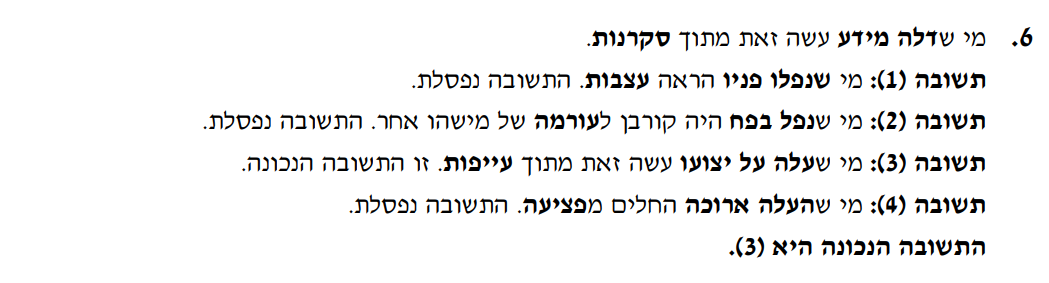 6. מי שדלה מידע עשה זאת מתוך סקרנות.
תשובה (1): מי שנפלו פניו הראה עצבות. התשובה נפסלת.
תשובה (2): מי שנפל בפח היה קורבן לעורמה של מישהו אחר. התשובה נפסלת.
תשובה (3): מי שעלה על יצועו עשה זאת מתוך עייפות. זו התשובה הנכונה.
תשובה (4): מי שהעלה ארוכה החלים מפציעה. התשובה נפסלת.
התשובה הנכונה היא (3).